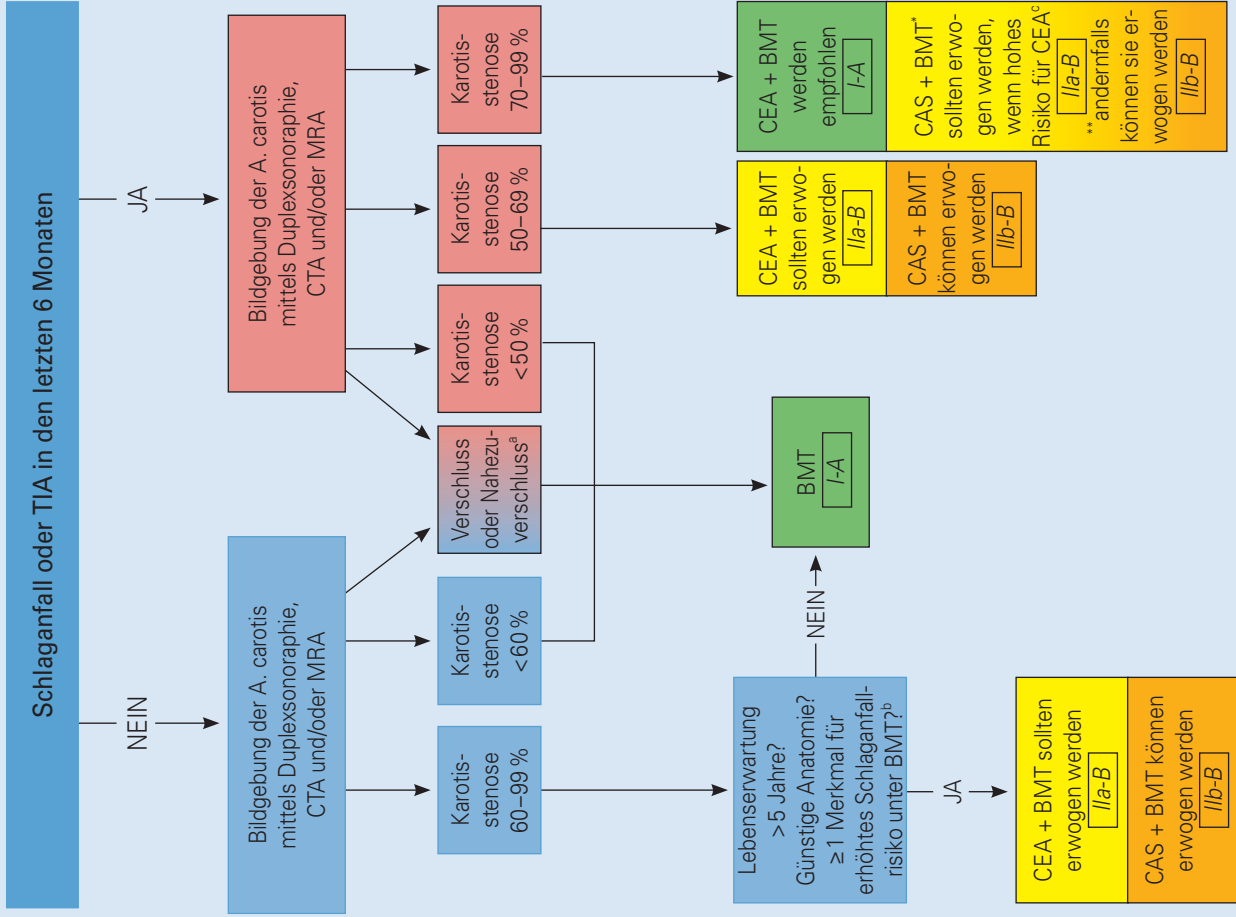 Schlaganfall oder TIA in den letzten 6 Monaten
NEIN
JA
Bildgebung der A. carotis
mittels Duplexsonoraphie,
CTA und/oder MRA
Bildgebung der A. carotis
mittels Duplexsonoraphie,
CTA und/oder MRA
Karotis-
stenose
60–99 %
Karotis-
stenose
<60 %
Verschluss
oder Nahezu-
verschlussᵃ
Karotis-
stenose
<50 %
Karotis-
stenose
50–69 %
Karotis-
stenose
70–99 %
Lebenserwartung
>5 Jahre?
Günstige Anatomie?
≥1 Merkmal für
erhöhtes Schlaganfall-
risiko unter BMT?ᵇ
NEIN
BMT
I-A
JA
CEA + BMT sollten
erwogen werden
IIa-B
CAS + BMT können
erwogen werden
IIb-B
CEA + BMT
sollten erwo-
gen werden
IIa-B
CAS + BMT
können erwo-
gen werden
IIb-B
CEA + BMT
werden
empfohlen
I-A
CAS + BMT*
sollten erwo-
gen werden,
wenn hohes
Risiko für CEAᶜ
IIa-B
** andernfalls
können sie er-
wogen werden
IIb-B